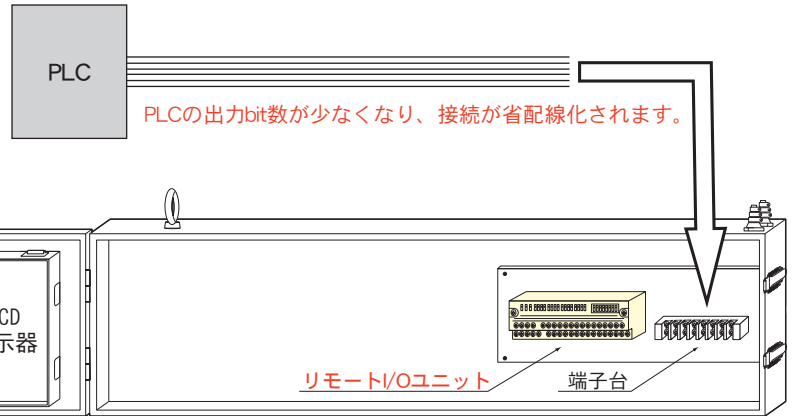 PLC
PLCの出力bit数が少なくなり、接続が省配線化されます。
CD
示器
リモートI/Oユニット
端子台